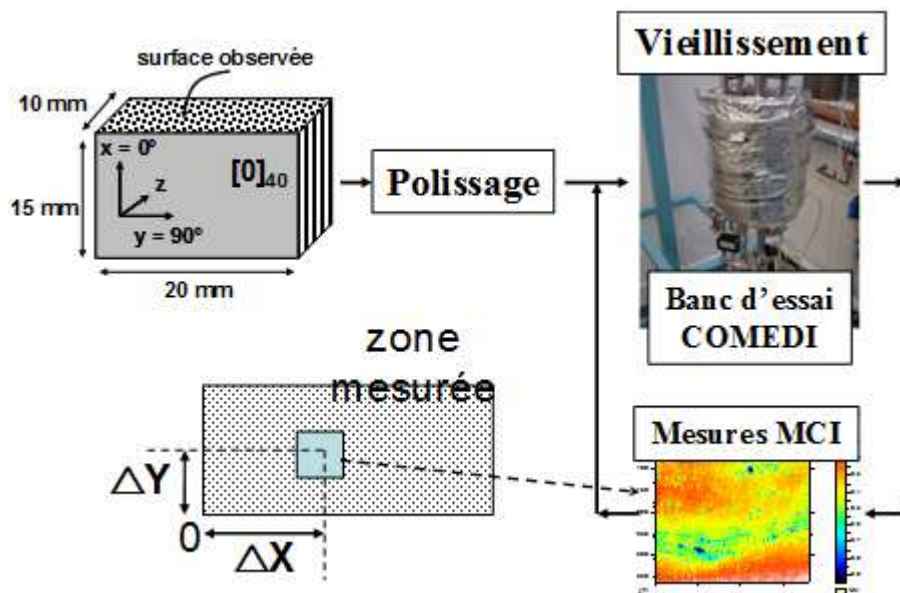 surface observée
10 mm
x = 0°
[0]40
z
15 mm
y = 90°
20 mm
Polissage
Vieillissement
Banc d'essai
COMEDI
zone
mesurée
△Y
0
△X
Mesures MCI